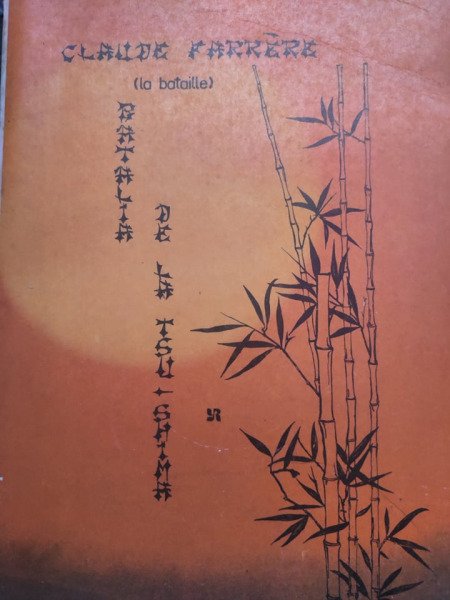 CLAUDE FARRÈRE
(la bataille)
BATALIA
DE LA TSU-SHIMA